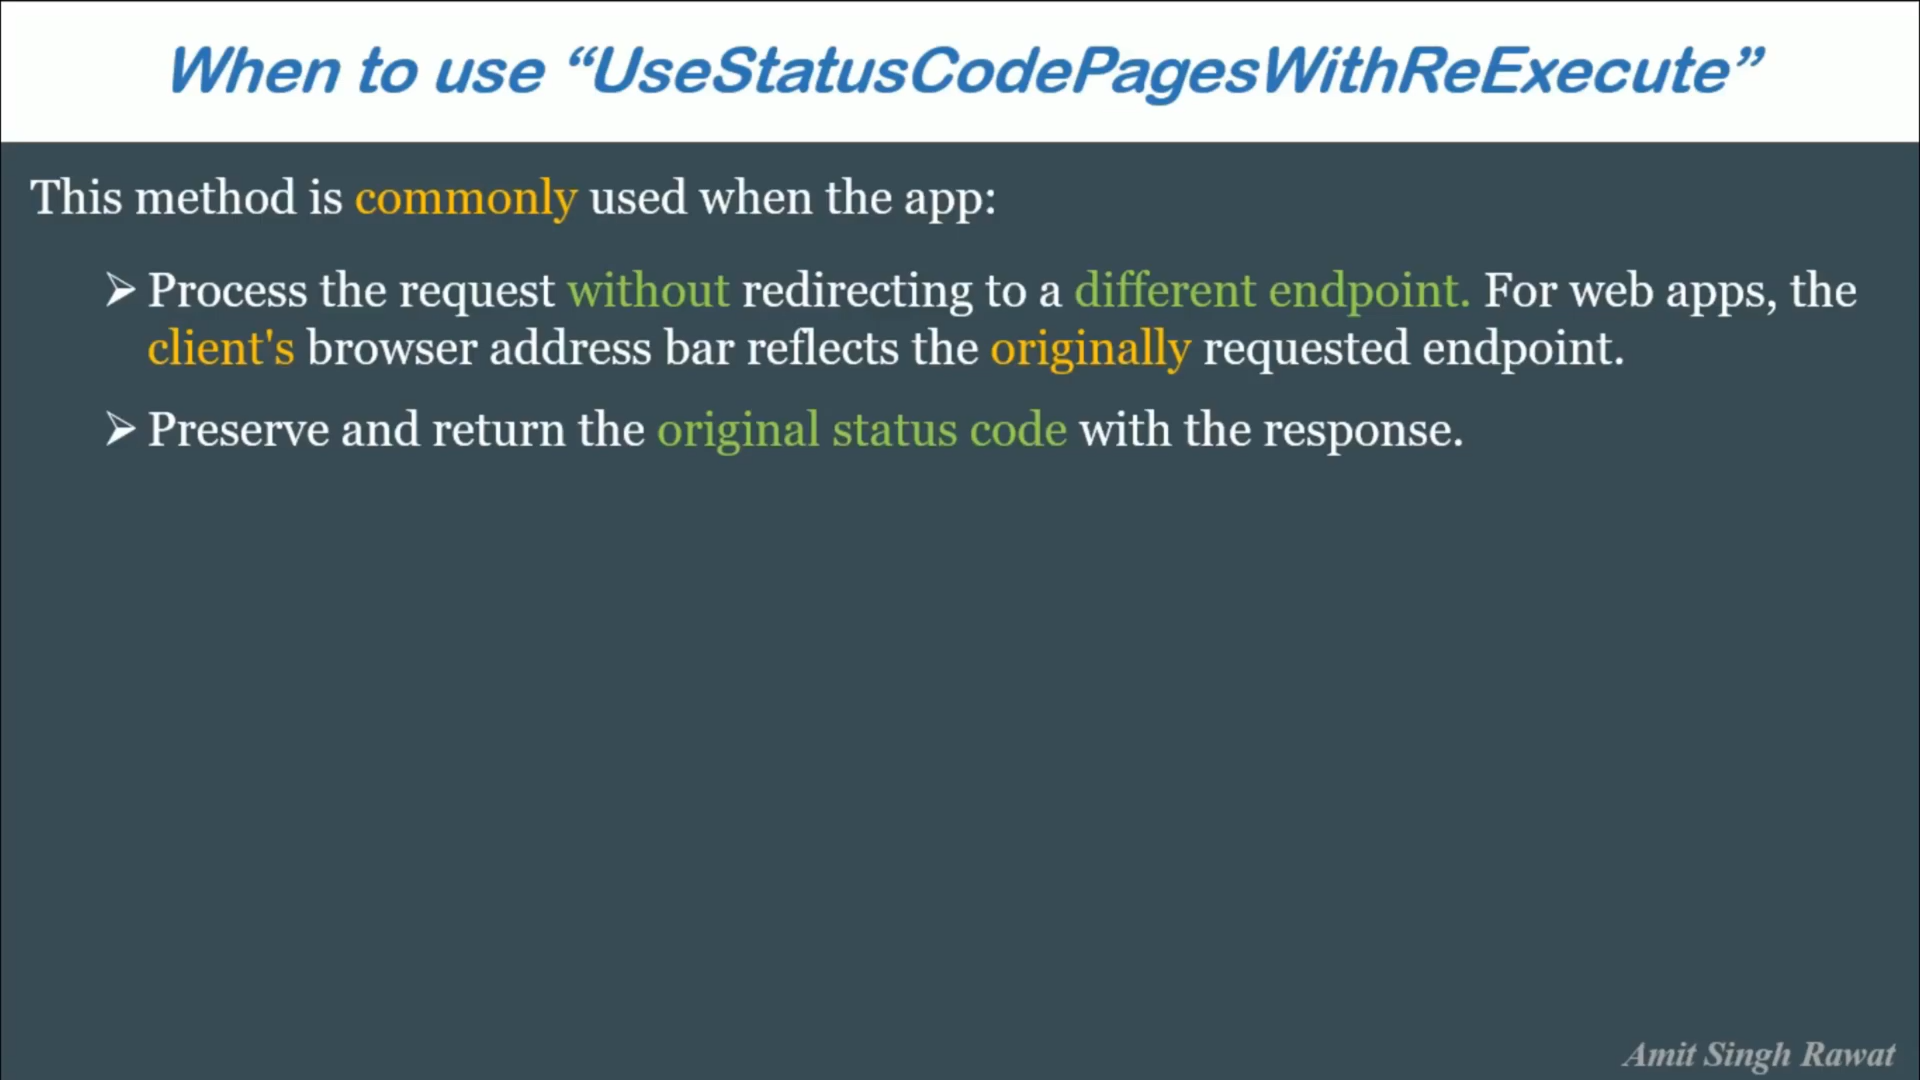 When to use “UseStatusCodePagesWithReExecute”
This method is commonly used when the app:
➤ Process the request without redirecting to a different endpoint. For web apps, the
client's browser address bar reflects the originally requested endpoint.
➤ Preserve and return the original status code with the response.
Amit Singh Rawat